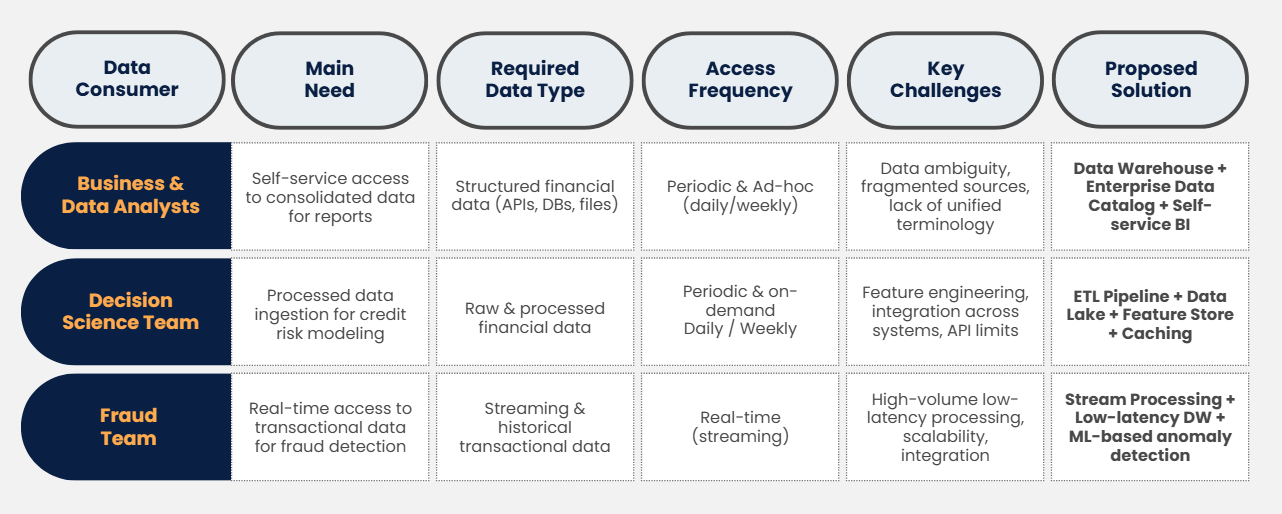 Data
Consumer
Main
Need
Required
Data Type
Access
Frequency
Key
Challenges
Proposed
Solution
Business &
Data Analysts
Self-service access
to consolidated data
for reports
Structured financial
data (APIs, DBs, files)
Periodic & Ad-hoc
(daily/weekly)
Data ambiguity,
fragmented sources,
lack of unified
terminology
Data Warehouse +
Enterprise Data
Catalog + Self-
service BI
Decision
Science Team
Processed data
ingestion for credit
risk modeling
Raw & processed
financial data
Periodic & on-
demand
Daily / Weekly
Feature engineering,
integration across
systems, API limits
ETL Pipeline + Data
Lake + Feature Store
+ Caching
Fraud
Team
Real-time access to
transactional data
for fraud detection
Streaming &
historical
transactional data
Real-time
(streaming)
High-volume low-
latency processing,
scalability,
integration
Stream Processing +
Low-latency DW +
ML-based anomaly
detection